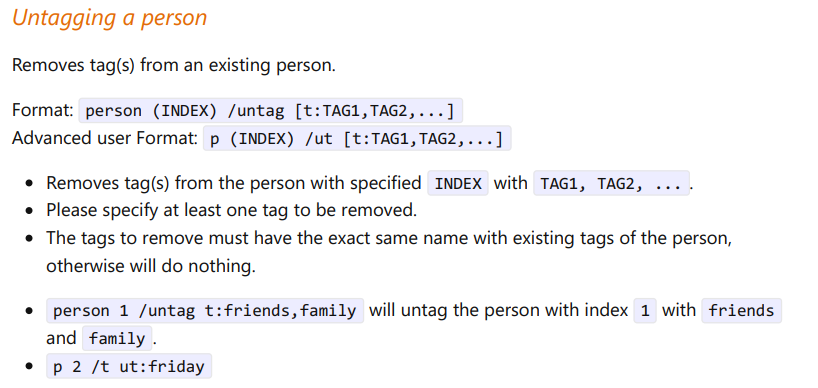 Untagging a person
Removes tag(s) from an existing person.
Format: person (INDEX) /untag [t:TAG1,TAG2,...]
Advanced user Format: p (INDEX) /ut [t:TAG1,TAG2,...]
• Removes tag(s) from the person with specified INDEX with TAG1, TAG2, ... .
• Please specify at least one tag to be removed.
• The tags to remove must have the exact same name with existing tags of the person,
otherwise will do nothing.
• person 1 /untag t:friends,family will untag the person with index 1 with friends
and family .
• p 2 /t ut:friday